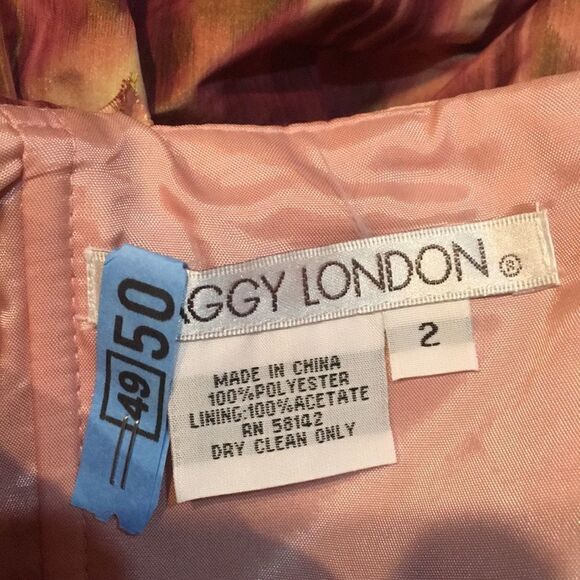 AGGY LONDON®
2
MADE IN CHINA
100%POLYESTER
LINING:100%ACETATE
RN 58142
DRY CLEAN ONLY
50
49